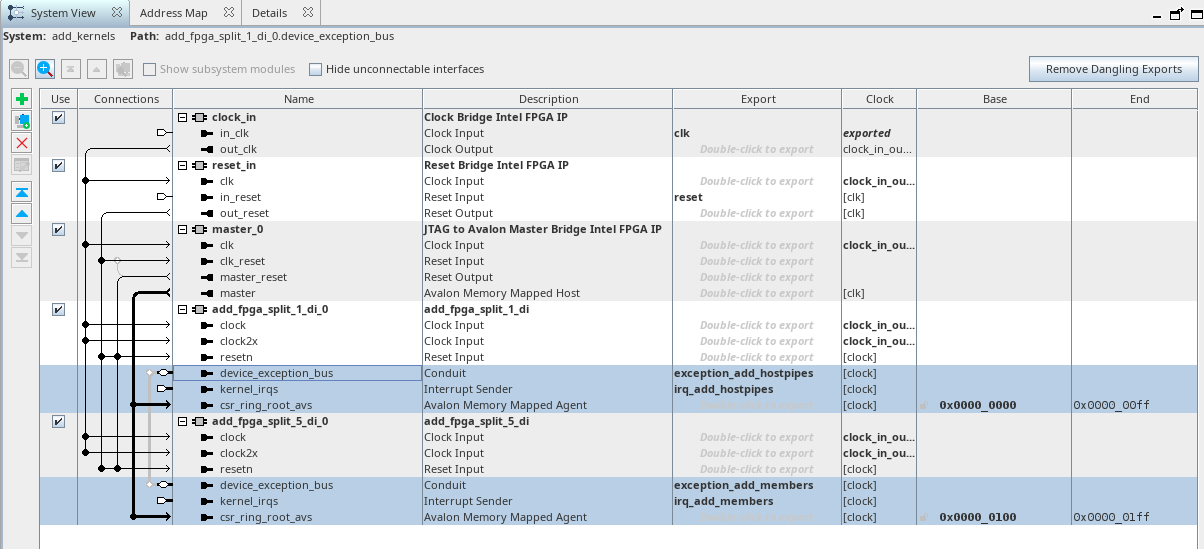 System View Address Map Details
System: add_kernels Path: add_fpga_split_1_di_0.device_exception_bus
Show subsystem modules Hide unconnectable interfaces Remove Dangling Exports
Use Connections Name Description Export Clock Base End
clock_in Clock Bridge Intel FPGA IP
in_clk Clock Input clk exported
out_clk Clock Output Double-click to export clock_in_ou...
reset_in Reset Bridge Intel FPGA IP
clk Clock Input Double-click to export clock_in_ou...
in_reset Reset Input reset [clk]
out_reset Reset Output Double-click to export [clk]
master_0 JTAG to Avalon Master Bridge Intel FPGA IP
clk Clock Input Double-click to export clock_in_ou...
clk_reset Reset Input Double-click to export
master_reset Reset Output Double-click to export
master Avalon Memory Mapped Host Double-click to export [clk]
add_fpga_split_1_di_0 add_fpga_split_1_di
clock Clock Input Double-click to export clock_in_ou...
clock2x Clock Input Double-click to export clock_in_ou...
resetn Reset Input Double-click to export [clock]
device_exception_bus Conduit exception_add_hostpipes [clock]
kernel_irqs Interrupt Sender irq_add_hostpipes [clock]
csr_ring_root_avs Avalon Memory Mapped Agent Double-click to export [clock] 0x0000_0000 0x0000_00ff
add_fpga_split_5_di_0 add_fpga_split_5_di
clock Clock Input Double-click to export clock_in_ou...
clock2x Clock Input Double-click to export clock_in_ou...
resetn Reset Input Double-click to export [clock]
device_exception_bus Conduit exception_add_members [clock]
kernel_irqs Interrupt Sender irq_add_members [clock]
csr_ring_root_avs Avalon Memory Mapped Agent Double-click to export [clock] 0x0000_0100 0x0000_01ff